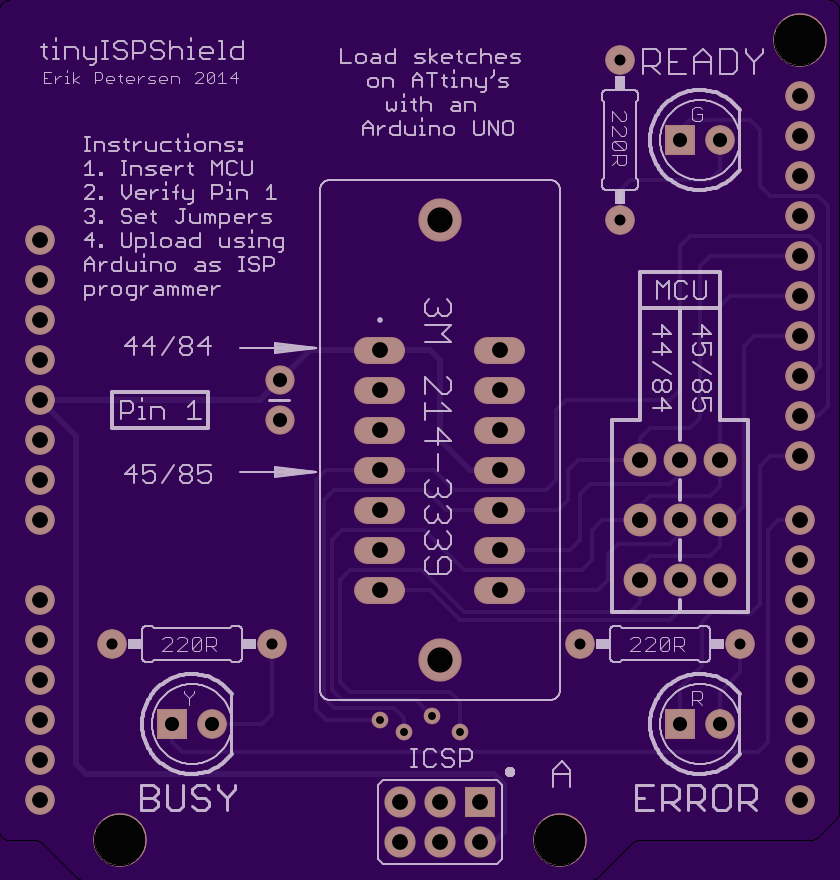 tinyISPShield
Erik Petersen 2014
Load sketches
on ATtiny's
with an
Arduino UNO
READY
G
220R
Instructions:
1. Insert MCU
2. Verify Pin 1
3. Set Jumpers
4. Upload using
Arduino as ISP
programmer
MCU
44/84
45/85
44/84
Pin 1
45/85
3M 214-3339
220R
Y
BUSY
220R
R
ERROR
ICSP
A